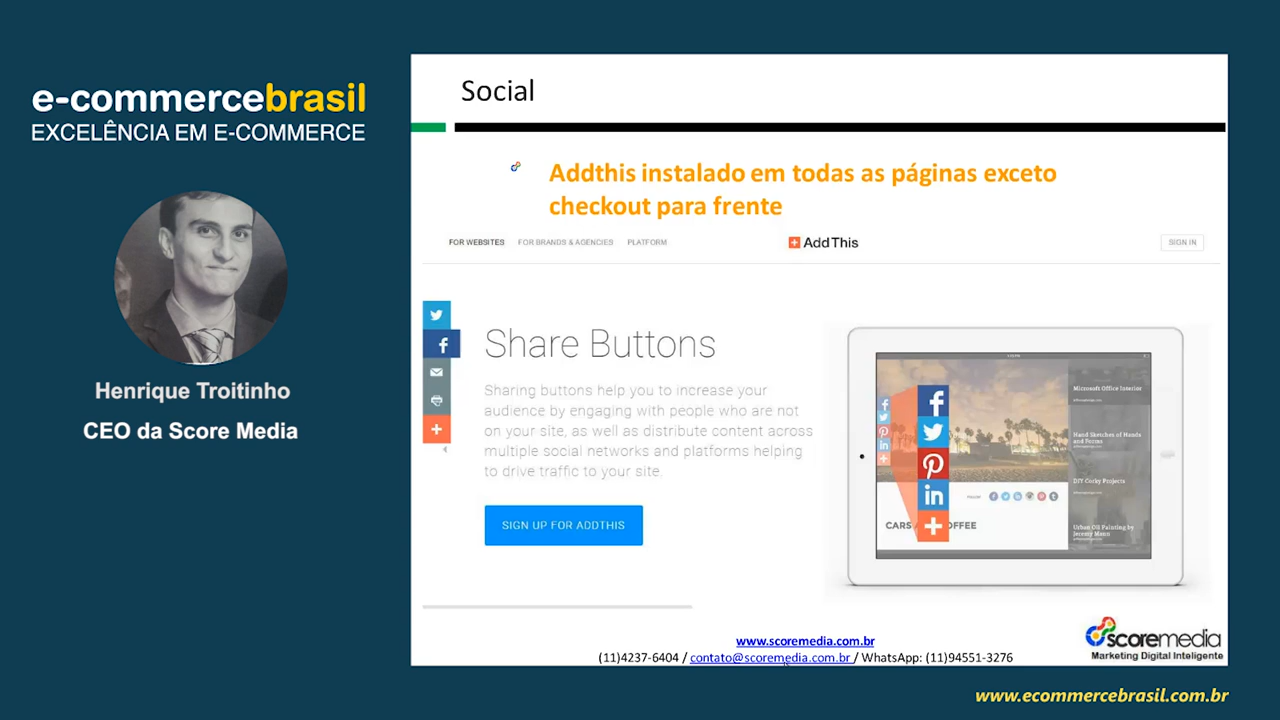 e-commercebrasil
EXCELÊNCIA EM E-COMMERCE
Henrique Troitinho
CEO da Score Media
Social
Addthis instalado em todas as páginas exceto
checkout para frente
FOR WEBSITES FOR BRANDS & AGENCIES PLATFORM
AddThis
SIGN IN
Share Buttons
Sharing buttons help you to increase your
audience by engaging with people who are not
on your site, as well as distribute content across
multiple social networks and platforms helping
to drive traffic to your site.
SIGN UP FOR ADDTHIS
Microsoft Office Interior
Hand Sketches of Hands
and Forms
DIY Corky Projects
Urban Oil Painting by
Jeremy Mann
FOLLOW
CARS A OFFEE
www.scoremedia.com.br
(11)4237-6404 / contato@scoremedia.com.br / WhatsApp: (11)94551-3276
scoremedia
Marketing Digital Inteligente
www.ecommercebrasil.com.br